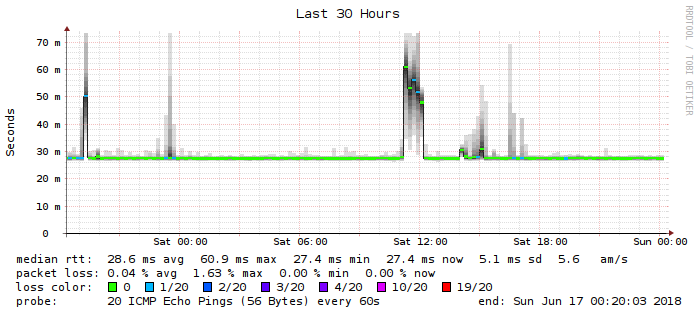 Last 30 Hours
RRDTOOL / TOBI OETIKER
Seconds
70 m
60 m
50 m
40 m
30 m
20 m
10 m
0
Sat 00:00 Sat 06:00 Sat 12:00 Sat 18:00 Sun 00:00
median rtt: 28.6 ms avg 60.9 ms max 27.4 ms min 27.4 ms now 5.1 ms sd 5.6 am/s
packet loss: 0.04 % avg 1.63 % max 0.00 % min 0.00 % now
loss color: 0 1/20 2/20 3/20 4/20 10/20 19/20
probe: 20 ICMP Echo Pings (56 Bytes) every 60s end: Sun Jun 17 00:20:03 2018